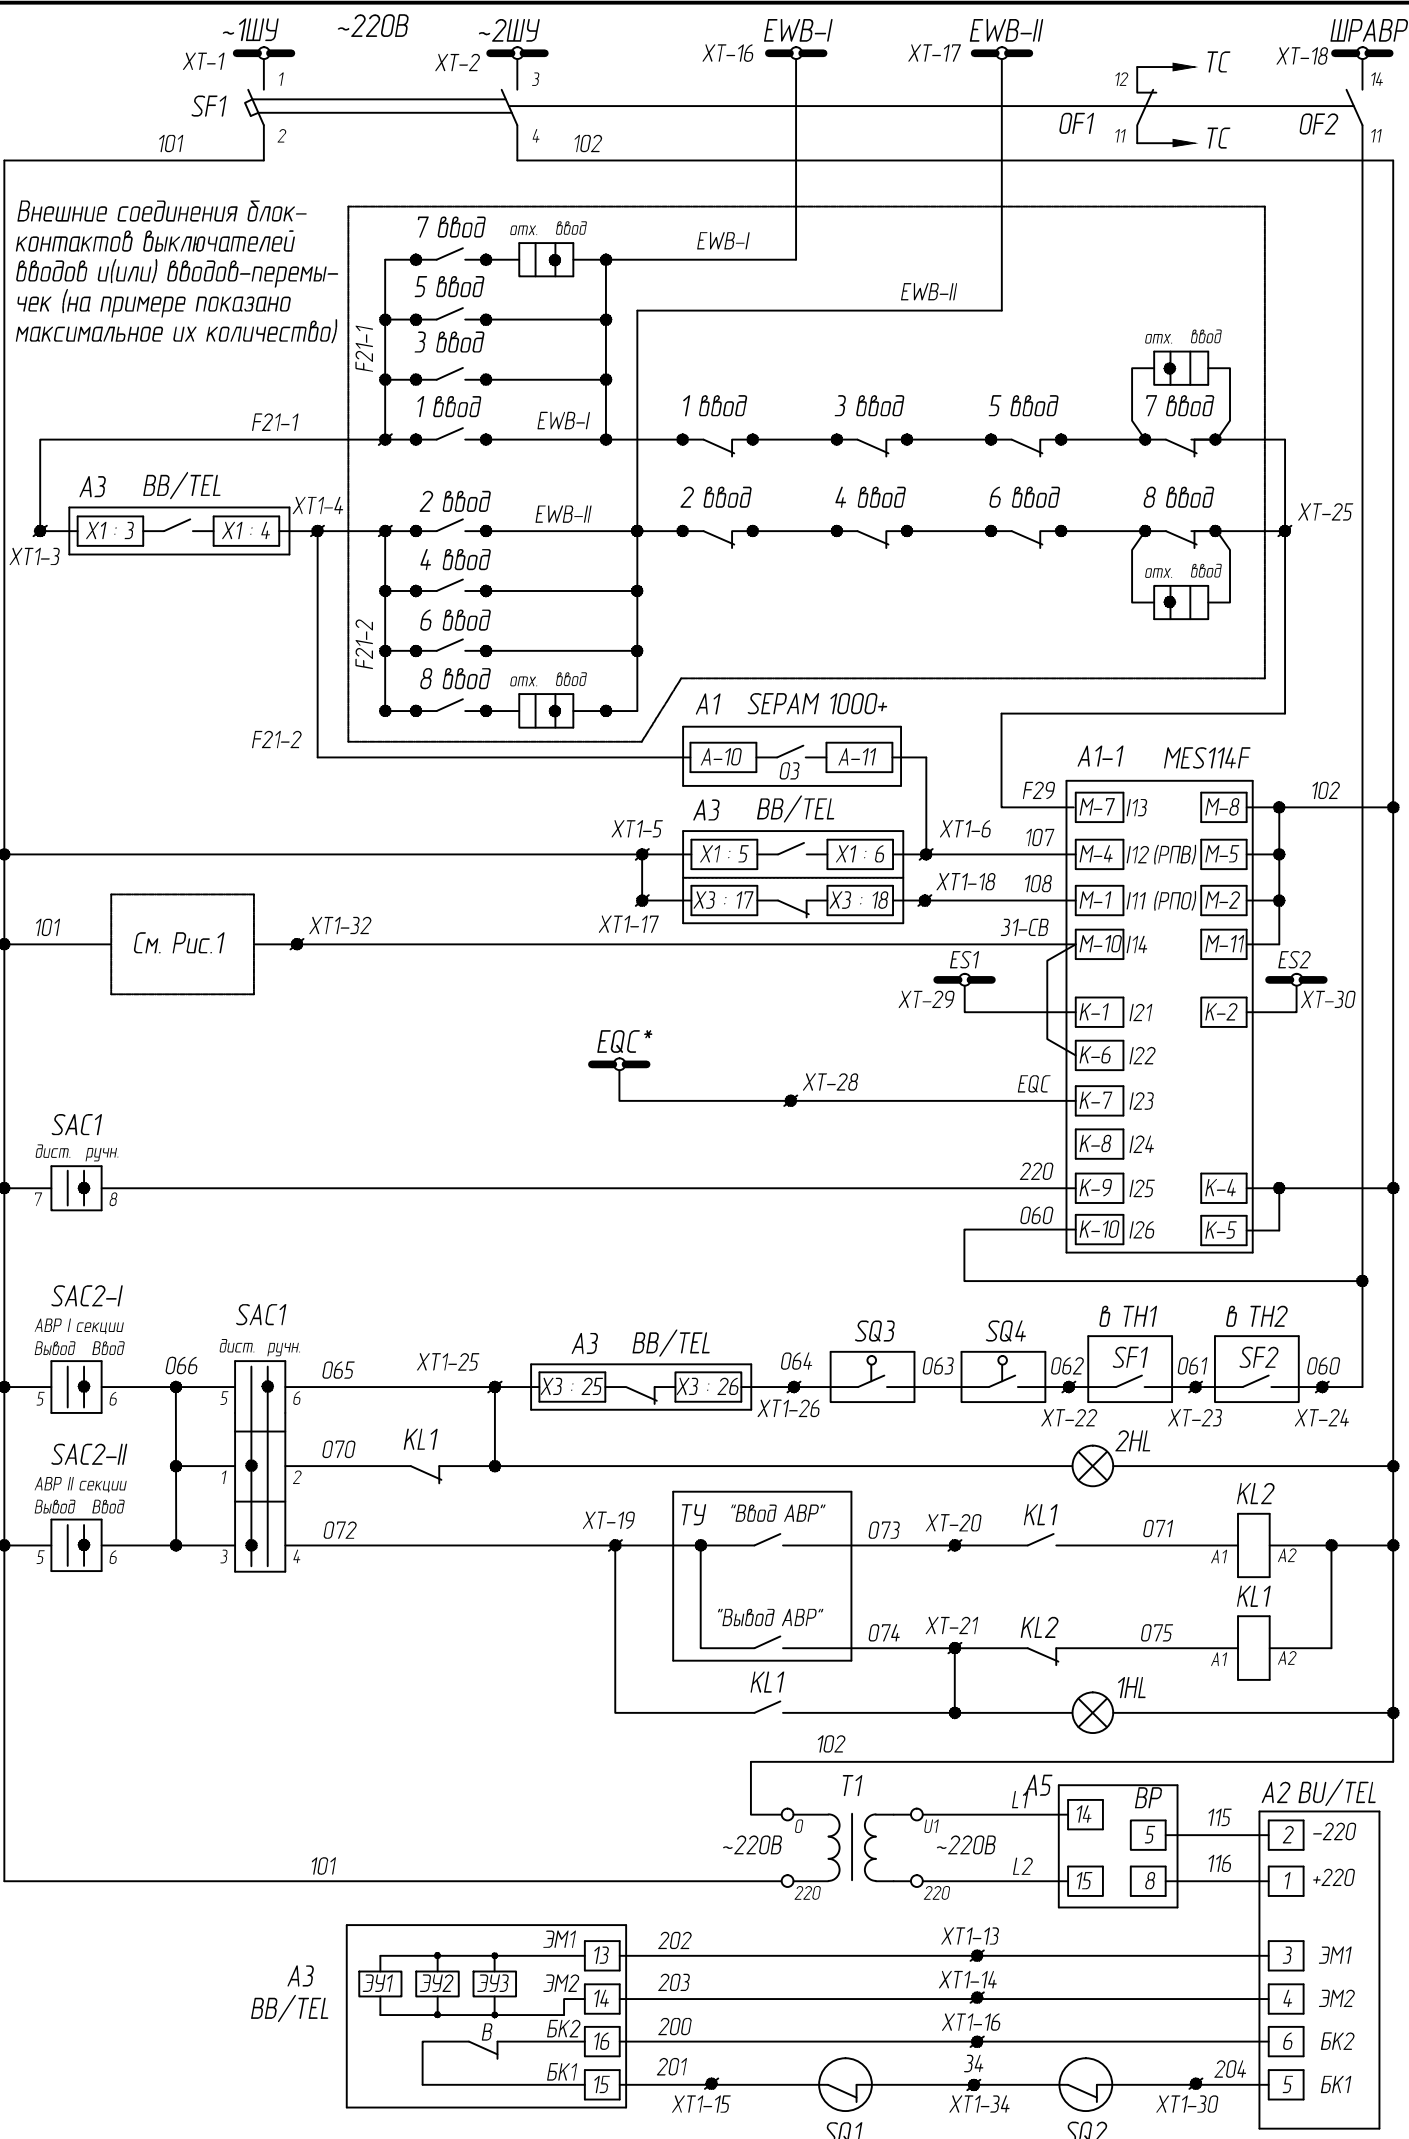 ~1ШУ ~220В ~2ШУ EWB-I EWB-II ШРАВР
XT-1 1 XT-2 3 XT-16 XT-17 12 TC XT-18 14
SF1 OF1 OF2
101 2 4 102 11 TC 11
Внешние соединения блок-
контактов выключателей
вводов и(или) вводов-перемы-
чек (на примере показано
максимальное их количество)
7 ввод отк. ввод EWB-I
5 ввод EWB-II
F21-1 3 ввод отк. ввод
F21-1 1 ввод EWB-I 1 ввод 3 ввод 5 ввод 7 ввод
A3 BB/TEL XT1-4 2 ввод EWB-II 2 ввод 4 ввод 6 ввод 8 ввод XT-25
X1 : 3 X1 : 4
XT1-3 4 ввод отк. ввод
F21-2 6 ввод
8 ввод отк. ввод
F21-2 A1 SEPAM 1000+
A-10 03 A-11 A1-1 MES114F
A3 BB/TEL F29 M-7 I13 M-8 102
XT1-5 X1 : 5 X1 : 6 XT1-6 107 M-4 I12 (РПВ) M-5
XT1-17 X3 : 17 X3 : 18 XT1-18 108 M-1 I11 (РПО) M-2
101 См. Рис.1 XT1-32 31-СВ M-10 I14 M-11
ES1 ES2
XT-29 K-1 I21 K-2 XT-30
EQC* K-6 I22
XT-28 EQC K-7 I23
SAC1 K-8 I24
дист. ручн.
7 8 220 K-9 I25 K-4
060 K-10 I26 K-5
SAC2-I SAC1
АВР I секции
Вывод Ввод дист. ручн.
5 6 066 5 6 065 XT1-25 A3 BB/TEL X3 : 25 X3 : 26 064 XT1-26 SQ3 063 SQ4 062 XT-22 в ТН1 SF1 061 XT-23 в ТН2 SF2 060 XT-24
SAC2-II 1 2 070 KL1 2HL
АВР II секции
Вывод Ввод
5 6 3 4 072 XT-19 ТУ "Ввод АВР" 073 XT-20 KL1 071 KL2 A1 A2
"Вывод АВР" 074 XT-21 KL2 075 KL1 A1 A2
KL1 1HL
102
T1 A5 BP A2 BU/TEL
0 U1 L1 14 5 115 2 -220
~220В ~220В
101 220 220 L2 15 8 116 1 +220
A3
BB/TEL
ЭУ1 ЭУ2 ЭУ3 ЭМ1 13 202 XT1-13 3 ЭМ1
ЭМ2 14 203 XT1-14 4 ЭМ2
В БК2 16 200 XT1-16 6 БК2
БК1 15 201 XT1-15 34 XT1-34 204 XT1-30 5 БК1
SQ1 SQ2